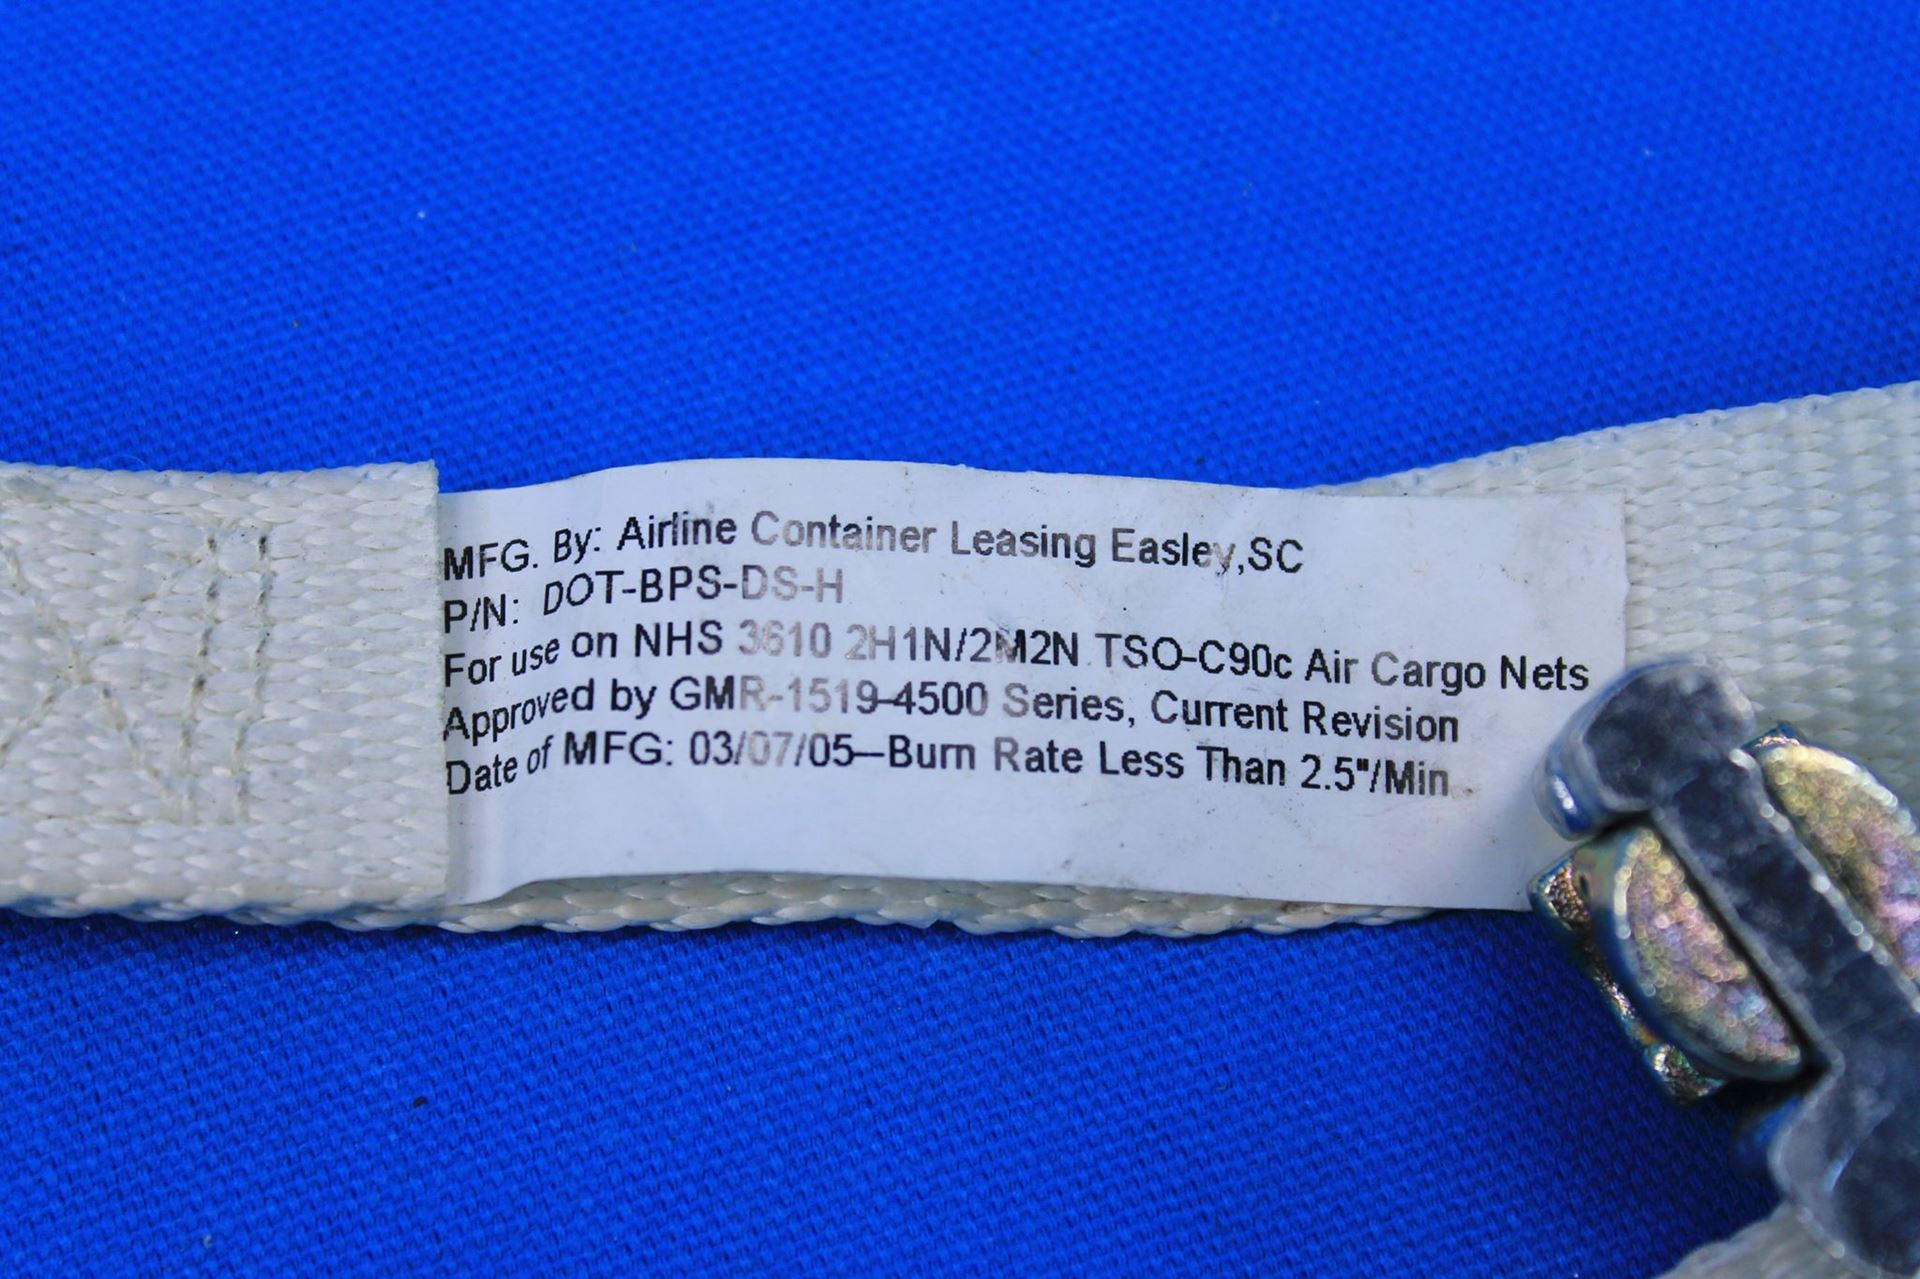 MFG. By: Airline Container Leasing Easley,SC
P/N: DOT-BPS-DS-H
For use on NHS 3610 2H1N/2M2N TSO-C90c Air Cargo Nets
Approved by GMR-1519-4500 Series, Current Revision
Date of MFG: 03/07/05--Burn Rate Less Than 2.5"/Min